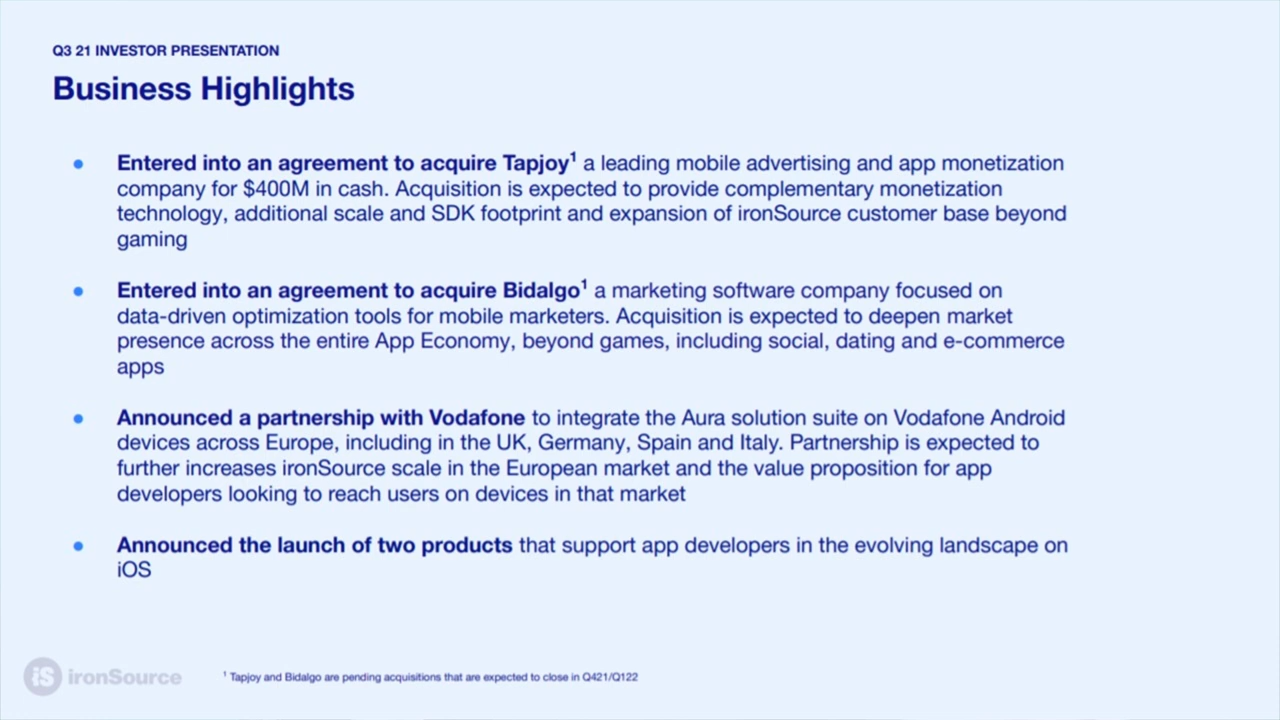 Q3 21 INVESTOR PRESENTATION
Business Highlights
● Entered into an agreement to acquire Tapjoy¹ a leading mobile advertising and app monetization
company for $400M in cash. Acquisition is expected to provide complementary monetization
technology, additional scale and SDK footprint and expansion of ironSource customer base beyond
gaming
● Entered into an agreement to acquire Bidalgo¹ a marketing software company focused on
data-driven optimization tools for mobile marketers. Acquisition is expected to deepen market
presence across the entire App Economy, beyond games, including social, dating and e-commerce
apps
● Announced a partnership with Vodafone to integrate the Aura solution suite on Vodafone Android
devices across Europe, including in the UK, Germany, Spain and Italy. Partnership is expected to
further increases ironSource scale in the European market and the value proposition for app
developers looking to reach users on devices in that market
● Announced the launch of two products that support app developers in the evolving landscape on
iOS
iS ironSource
¹ Tapjoy and Bidalgo are pending acquisitions that are expected to close in Q421/Q122